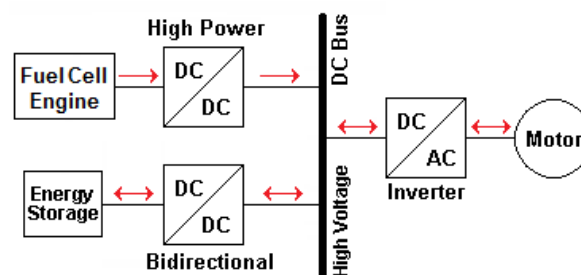 High Power
Fuel Cell
Engine
DC
DC
DC Bus
DC
AC
Inverter
Motor
Energy
Storage
DC
DC
Bidirectional
High Voltage